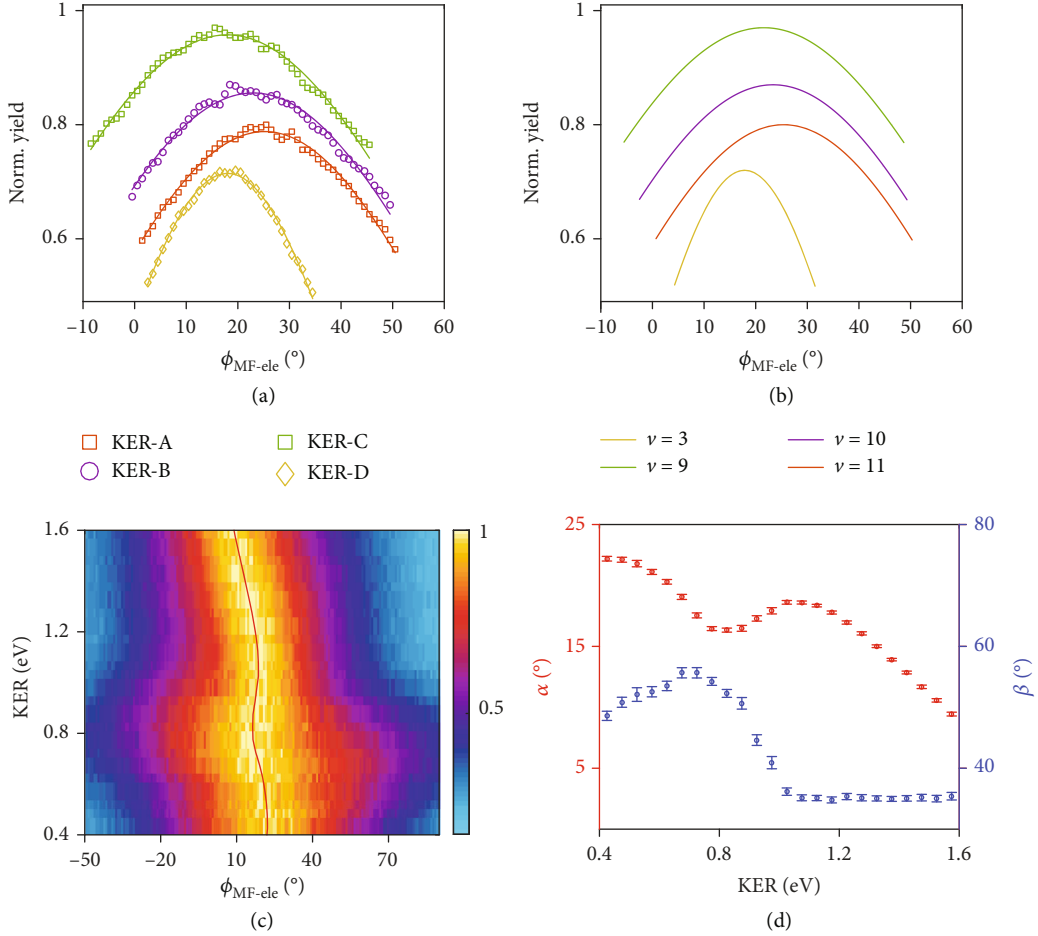 1
0.8
0.6
Norm. yield
−10 0 10 20 30 40 50 60
ϕMF-ele (°)
(a)
1
0.8
0.6
Norm. yield
−10 0 10 20 30 40 50 60
ϕMF-ele (°)
(b)
KER-A KER-C
KER-B KER-D
ν = 3 ν = 10
ν = 9 ν = 11
1.6
1.2
0.8
0.4
KER (eV)
−50 −20 10 40 70
ϕMF-ele (°)
1
0.5
(c)
25
15
5
α (°)
80
60
40
β (°)
0.4 0.8 1.2 1.6
KER (eV)
(d)